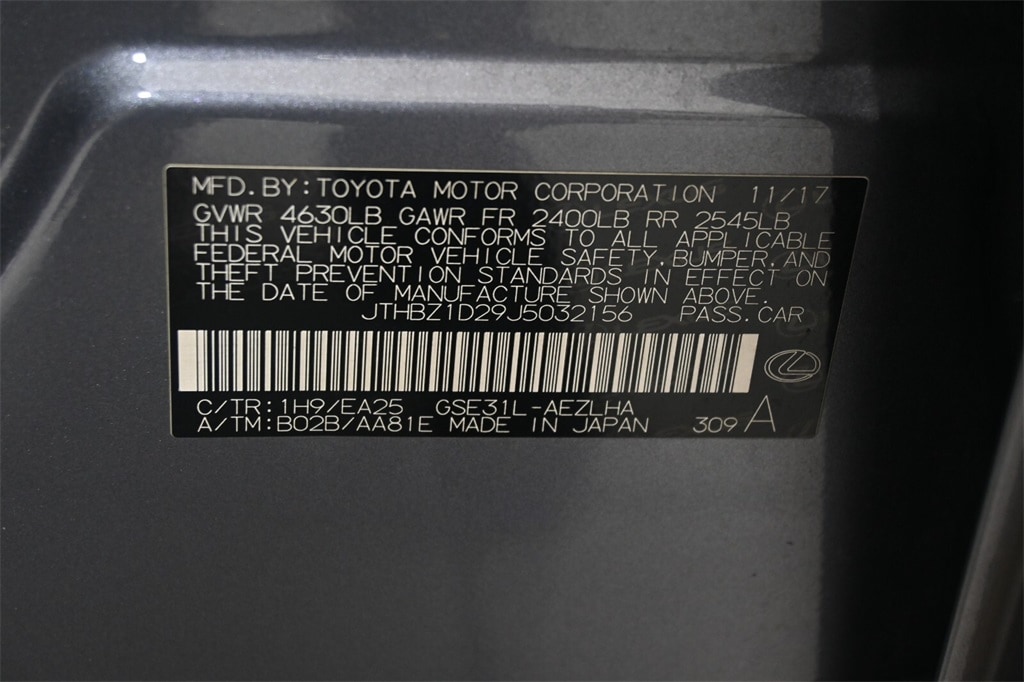 MFD.BY:TOYOTA MOTOR CORPORATION 11/17
GVWR 4630LB GAWR FR 2400LB RR 2545LB
THIS VEHICLE CONFORMS TO ALL APPLICABLE
FEDERAL MOTOR VEHICLE SAFETY,BUMPER,AND
THEFT PREVENTION STANDARDS IN EFFECT ON
THE DATE OF MANUFACTURE SHOWN ABOVE.
JTHBZ1D29J5032156 PASS.CAR
C/TR:1H9/EA25 GSE31L-AEZLHA
A/TM:B02B/AA81E MADE IN JAPAN 309 A